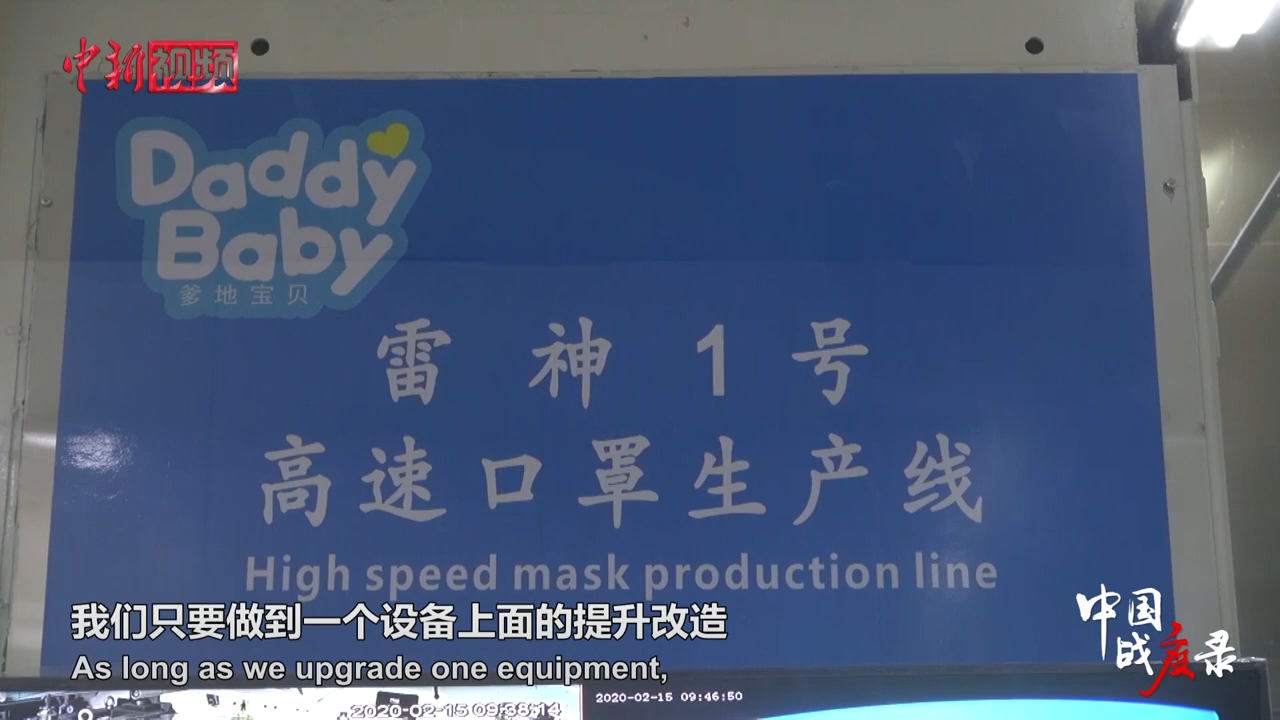 中新视频
Daddy
Baby
爹地宝贝
雷神1号
高速口罩生产线
High speed mask production line
我们只要做到一个设备上面的提升改造
As long as we upgrade one equipment,
中国
战疫录
2020-02-15 09:38:14
2020-02-15 09:46:50